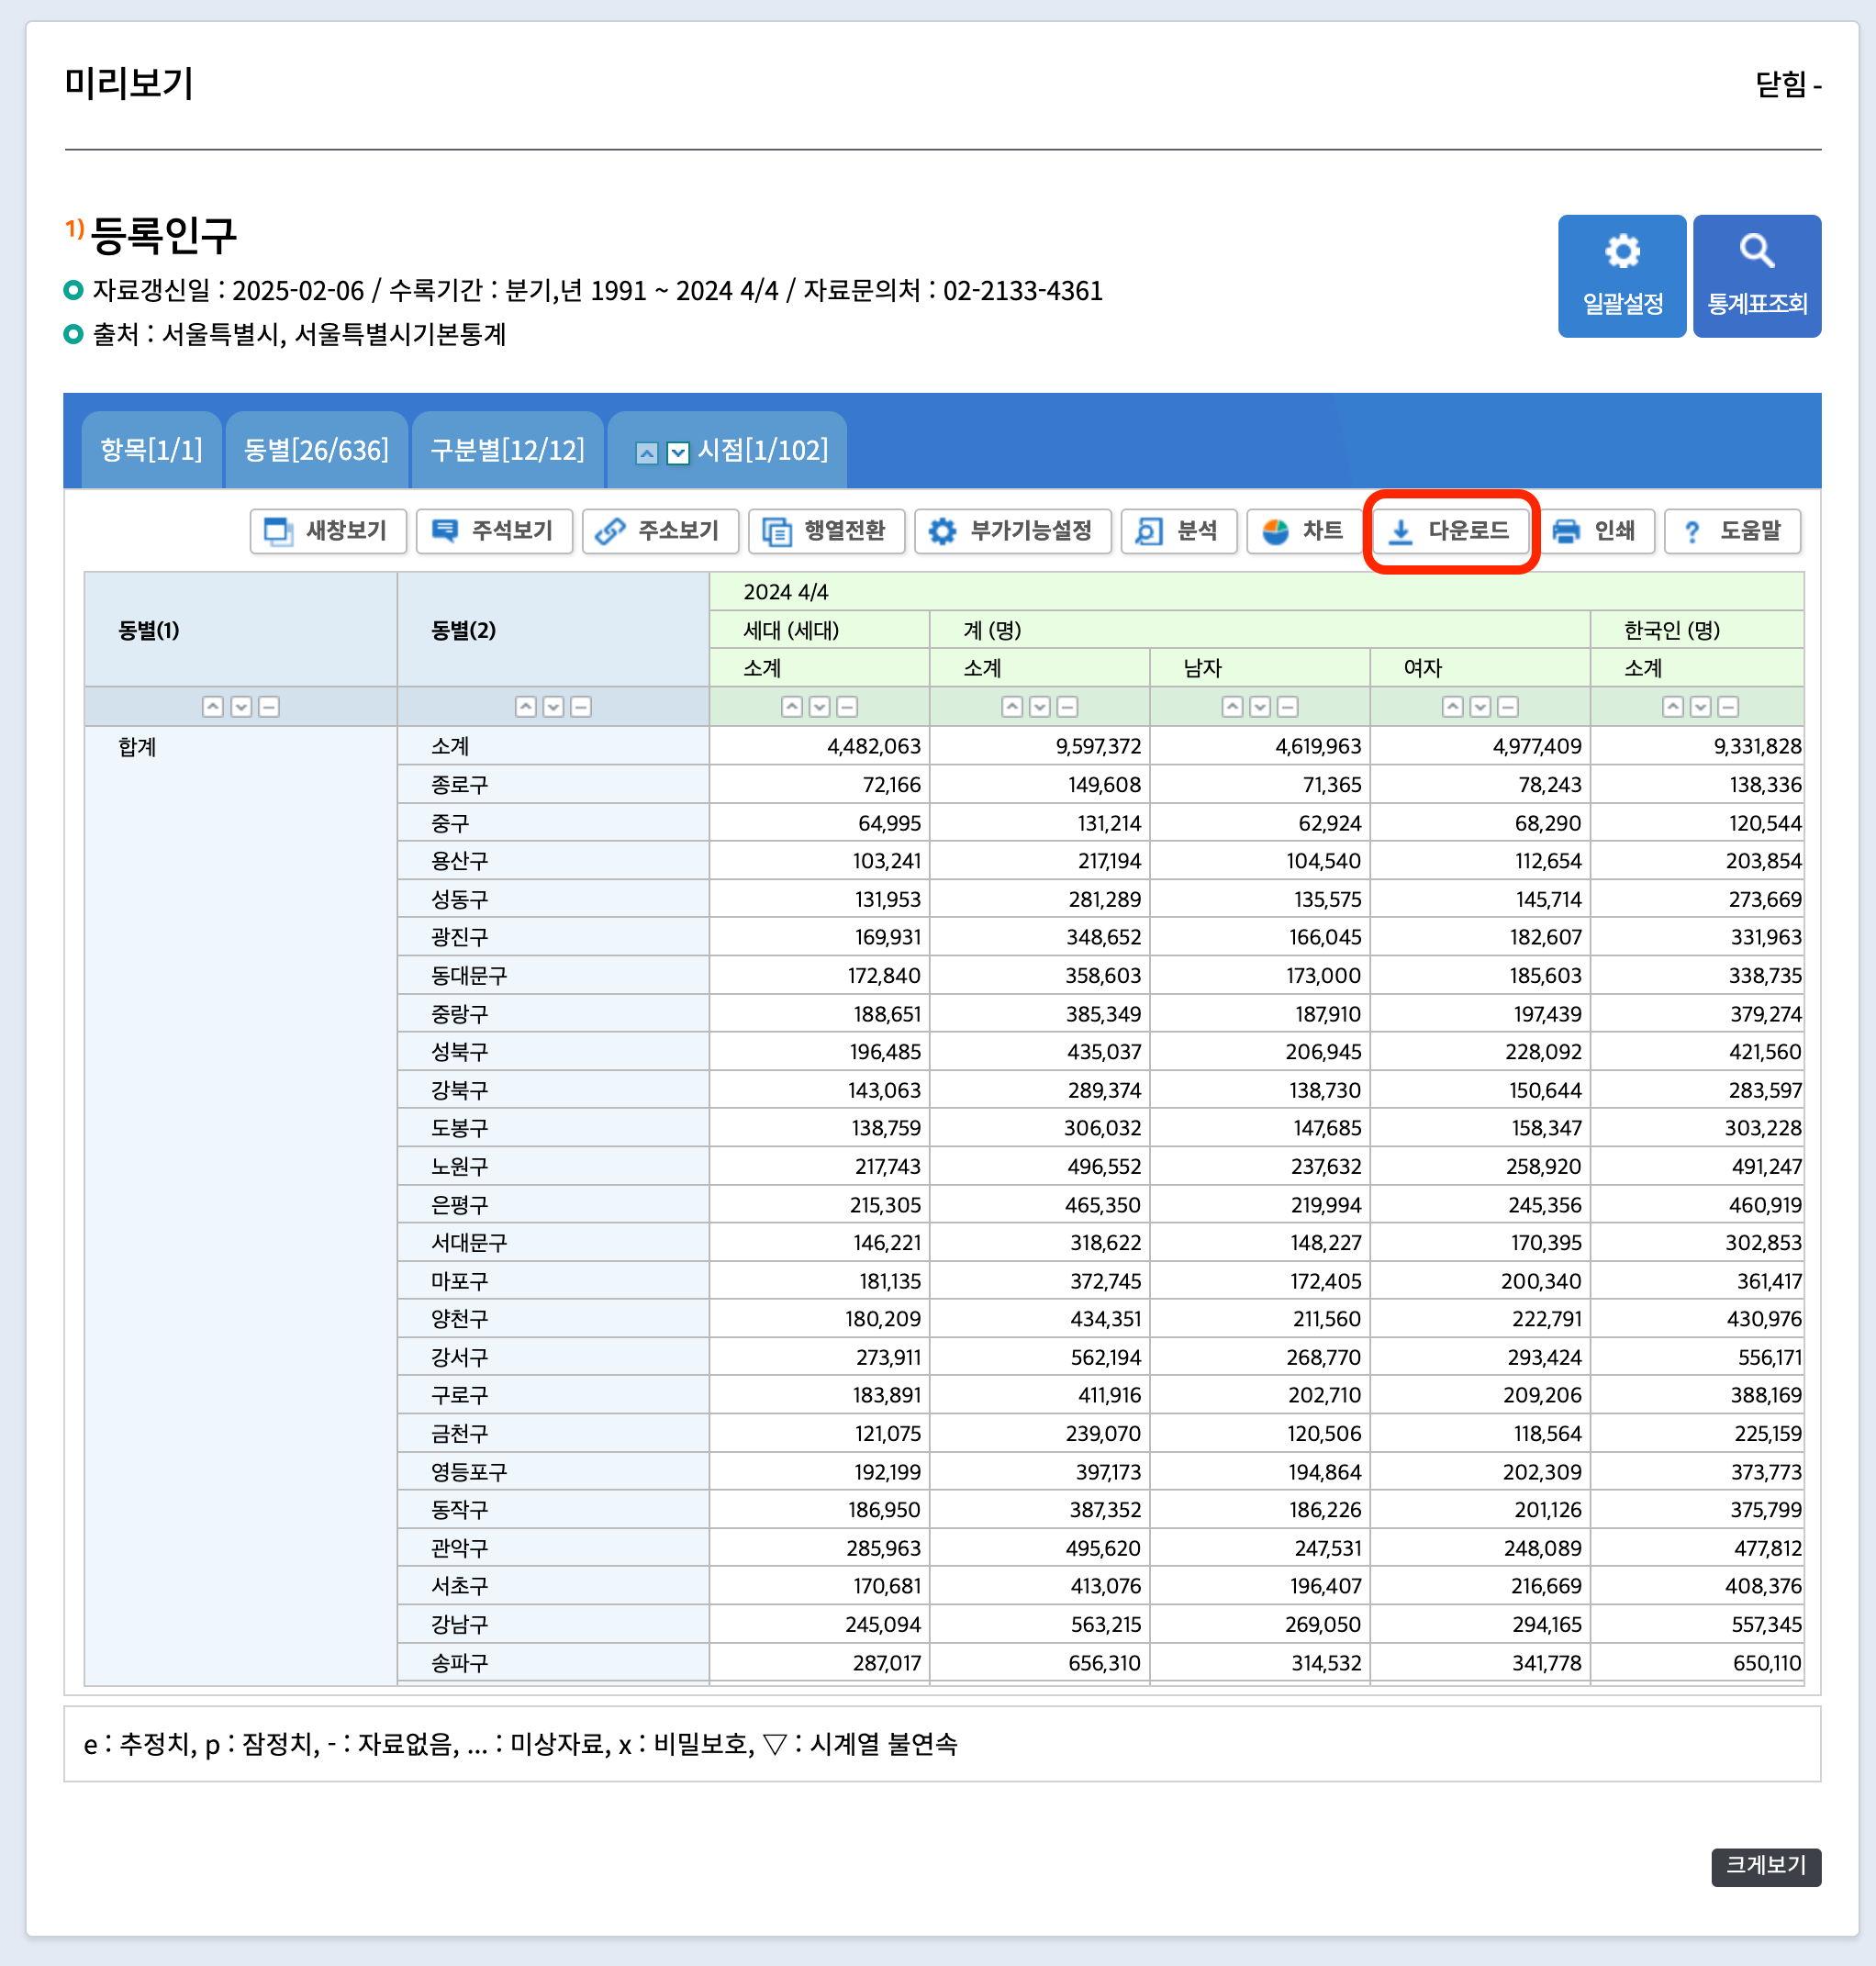 미리보기
닫힘 -
1) 등록인구
자료갱신일 : 2025-02-06 / 수록기간 : 분기,년 1991 ~ 2024 4/4 / 자료문의처 : 02-2133-4361
출처 : 서울특별시, 서울특별시기본통계
일괄설정 통계표조회
항목[1/1] 동별[26/636] 구분별[12/12] 시점[1/102]
새창보기 주석보기 주소보기 행렬전환 부가기능설정 분석 차트 다운로드 인쇄 ? 도움말
동별(1) 동별(2) 2024 4/4
세대 (세대) 계 (명) 한국인 (명)
소계 소계 남자 여자 소계
합계 소계 4,482,063 9,597,372 4,619,963 4,977,409 9,331,828
종로구 72,166 149,608 71,365 78,243 138,336
중구 64,995 131,214 62,924 68,290 120,544
용산구 103,241 217,194 104,540 112,654 203,854
성동구 131,953 281,289 135,575 145,714 273,669
광진구 169,931 348,652 166,045 182,607 331,963
동대문구 172,840 358,603 173,000 185,603 338,735
중랑구 188,651 385,349 187,910 197,439 379,274
성북구 196,485 435,037 206,945 228,092 421,560
강북구 143,063 289,374 138,730 150,644 283,597
도봉구 138,759 306,032 147,685 158,347 303,228
노원구 217,743 496,552 237,632 258,920 491,247
은평구 215,305 465,350 219,994 245,356 460,919
서대문구 146,221 318,622 148,227 170,395 302,853
마포구 181,135 372,745 172,405 200,340 361,417
양천구 180,209 434,351 211,560 222,791 430,976
강서구 273,911 562,194 268,770 293,424 556,171
구로구 183,891 411,916 202,710 209,206 388,169
금천구 121,075 239,070 120,506 118,564 225,159
영등포구 192,199 397,173 194,864 202,309 373,773
동작구 186,950 387,352 186,226 201,126 375,799
관악구 285,963 495,620 247,531 248,089 477,812
서초구 170,681 413,076 196,407 216,669 408,376
강남구 245,094 563,215 269,050 294,165 557,345
송파구 287,017 656,310 314,532 341,778 650,110
e : 추정치, p : 잠정치, - : 자료없음, ... : 미상자료, x : 비밀보호, ▽ : 시계열 불연속
크게보기